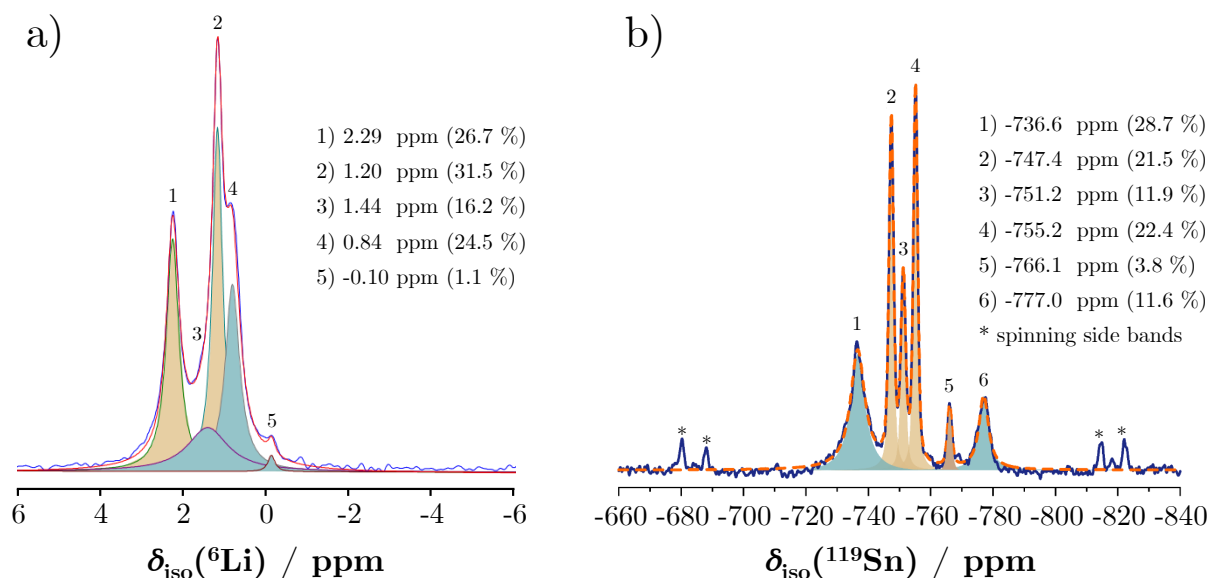 a)
2
1
4
3
5
1) 2.29 ppm (26.7 %)
2) 1.20 ppm (31.5 %)
3) 1.44 ppm (16.2 %)
4) 0.84 ppm (24.5 %)
5) -0.10 ppm (1.1 %)
6 4 2 0 -2 -4 -6
δiso(⁶Li) / ppm
b)
4
2
3
1
5
6
1) -736.6 ppm (28.7 %)
2) -747.4 ppm (21.5 %)
3) -751.2 ppm (11.9 %)
4) -755.2 ppm (22.4 %)
5) -766.1 ppm (3.8 %)
6) -777.0 ppm (11.6 %)
* spinning side bands
* * * *
-660 -680 -700 -720 -740 -760 -780 -800 -820 -840
δiso(¹¹⁹Sn) / ppm